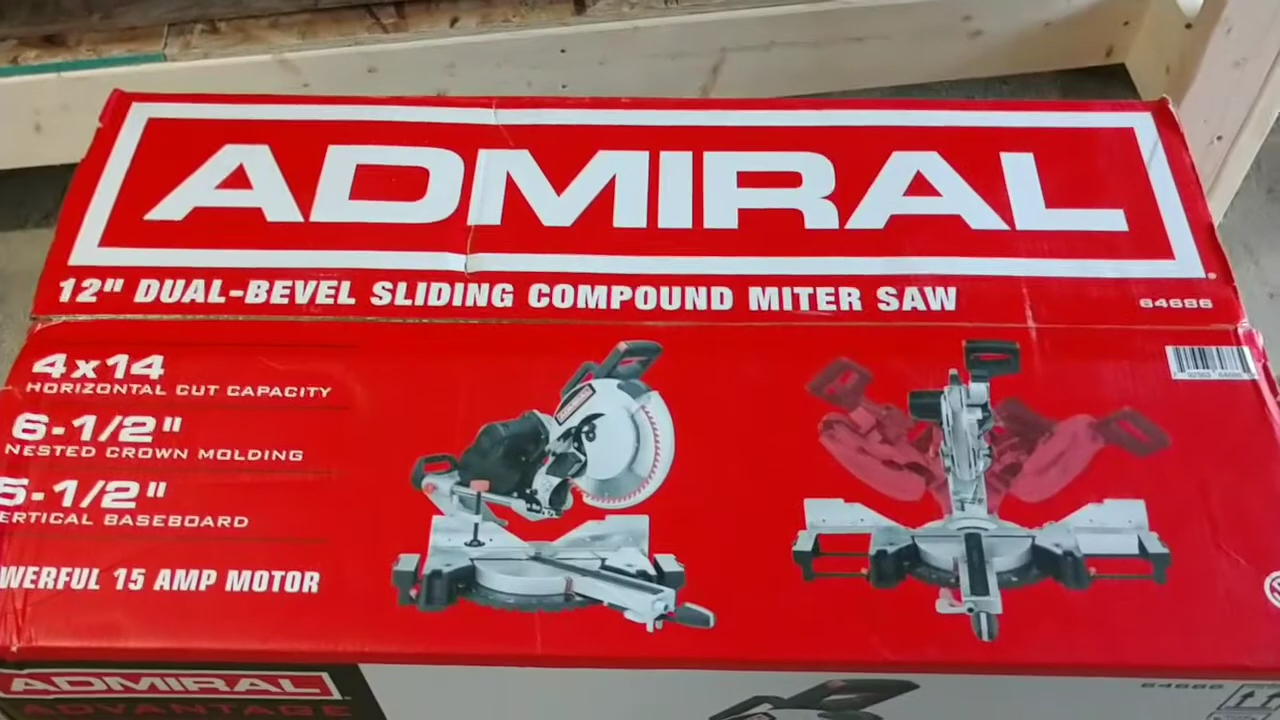 ADMIRAL
12" DUAL-BEVEL SLIDING COMPOUND MITER SAW
64686
4x14
HORIZONTAL CUT CAPACITY
6-1/2"
NESTED CROWN MOLDING
5-1/2"
ERTICAL BASEBOARD
WERFUL 15 AMP MOTOR
ADMIRAL
ADVANTAGE
64686